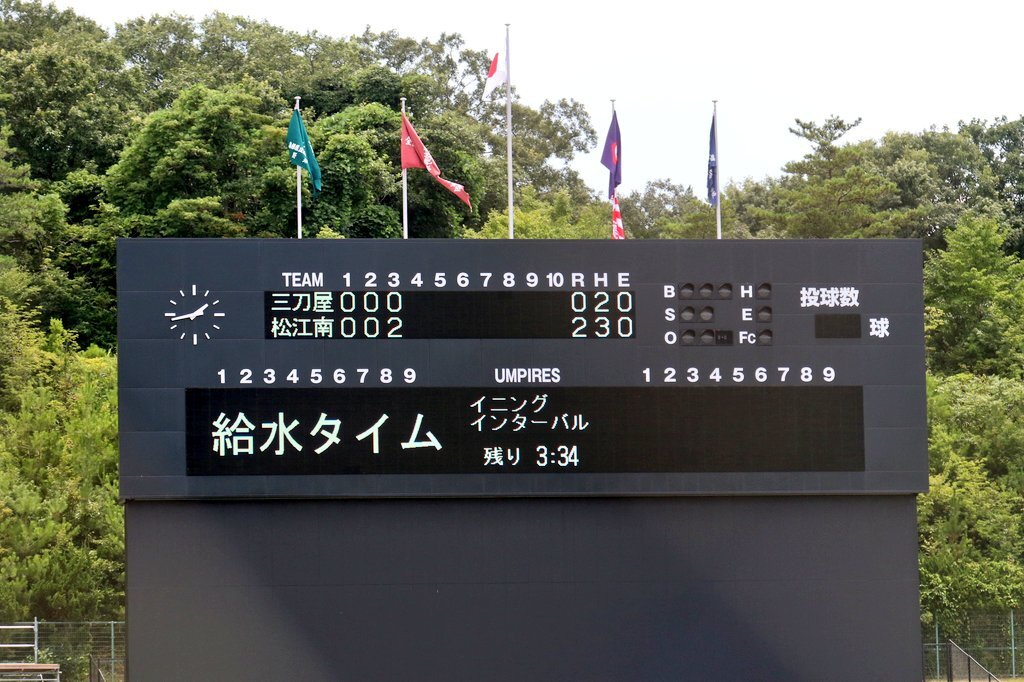 TEAM 1 2 3 4 5 6 7 8 9 10 R H E
三刀屋 0 0 0 0 2 0
松江南 0 0 2 2 3 0
B H
S E
O Fc
投球数
球
1 2 3 4 5 6 7 8 9 UMPIRES 1 2 3 4 5 6 7 8 9
給水タイム
イニング
インターバル
残り 3:34